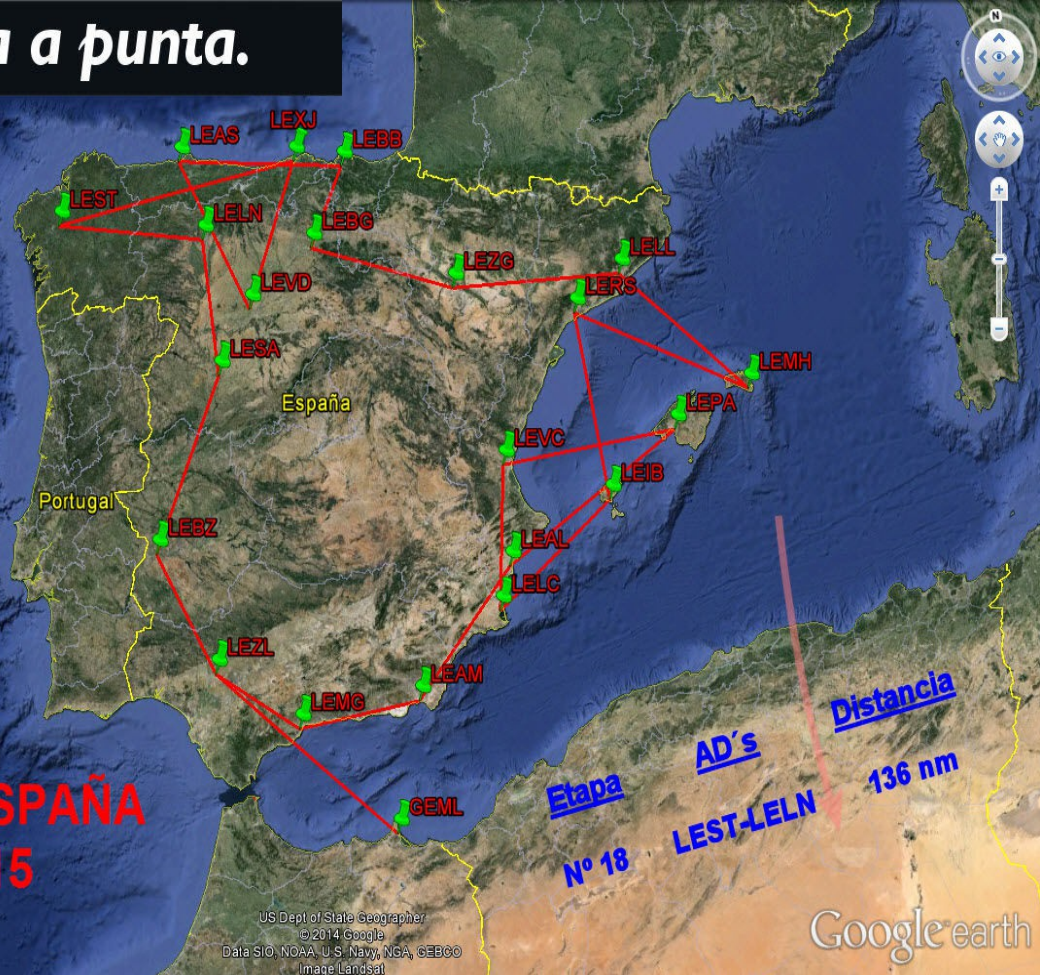 a punta.
N
LEAS
LEXJ
LEBB
LEST
LELN
LEBG
LEZG
LELL
LEVD
LERS
LESA
LEMH
España
LEPA
LEVC
Portugal
LEIB
LEBZ
LEAL
LELC
LEZL
LEAM
LEMG
GEML
SPAÑA
15
Etapa AD´s Distancia
Nº 18 LEST-LELN 136 nm
US Dept of State Geographer
© 2014 Google
Data SIO, NOAA, U.S. Navy, NGA, GEBCO
Image Landsat
Google earth